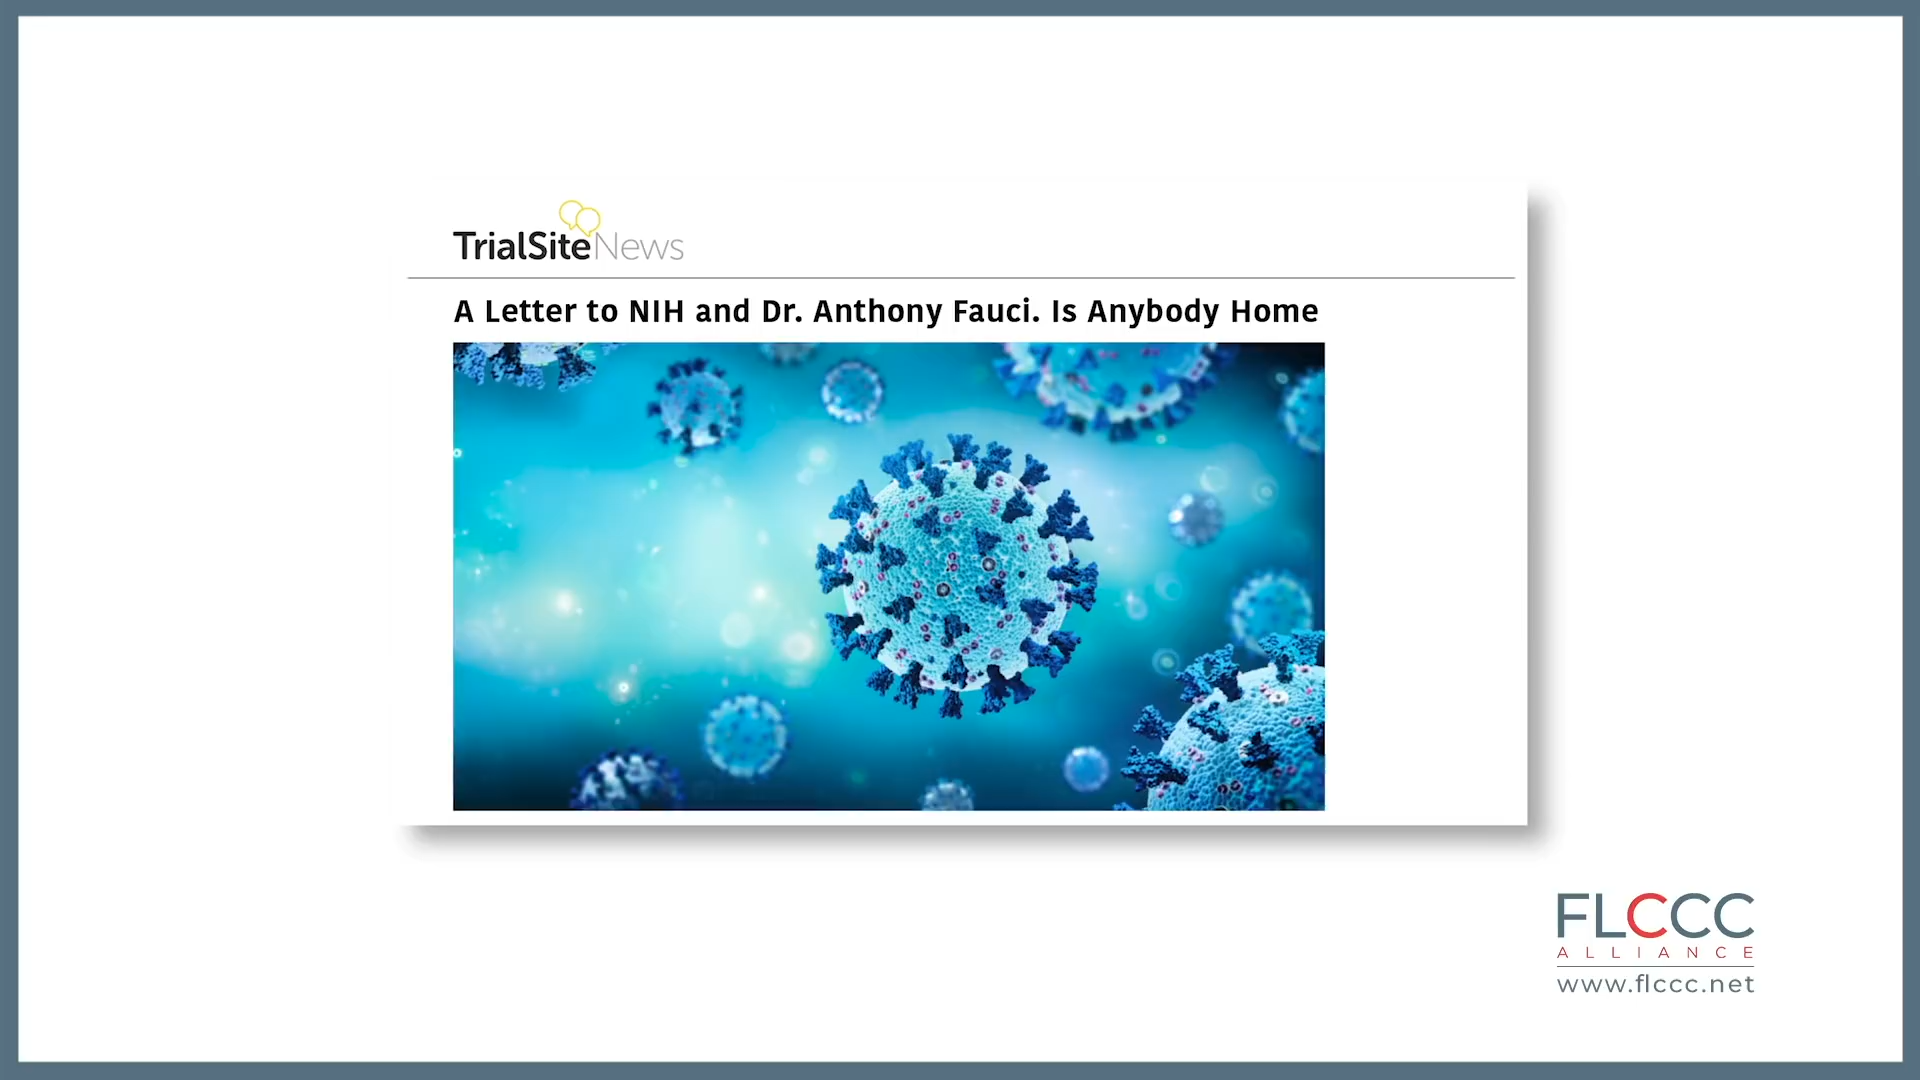 TrialSiteNews
A Letter to NIH and Dr. Anthony Fauci. Is Anybody Home
FLCCC
ALLIANCE
www.flccc.net